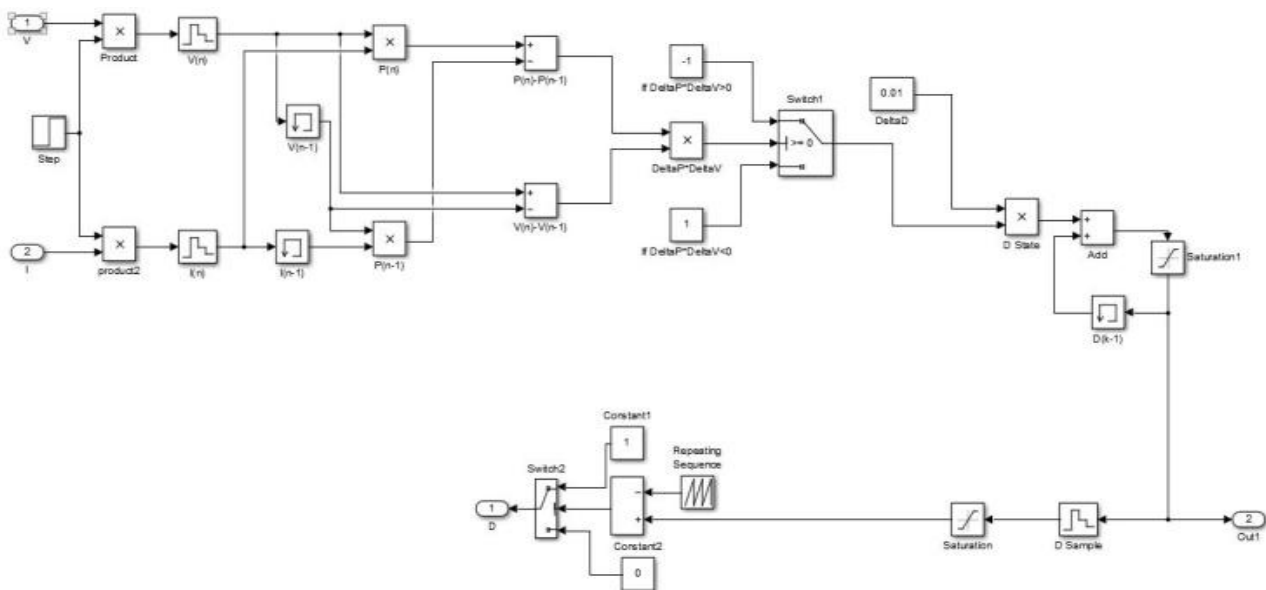 1
V
Product
V(n)
P(n)
+
−
P(n)-P(n-1)
-1
If DeltaP*DeltaV>0
Switch1
>= 0
0.01
DeltaD
Step
V(n-1)
DeltaP*DeltaV
+
−
V(n)-V(n-1)
1
If DeltaP*DeltaV<0
D State
+
+
Add
Saturation1
2
I
product2
I(n)
I(n-1)
P(n-1)
D(k-1)
Constant1
1
Repeating
Sequence
Switch2
1
D
−
+
Constant2
0
Saturation
D Sample
2
Out1